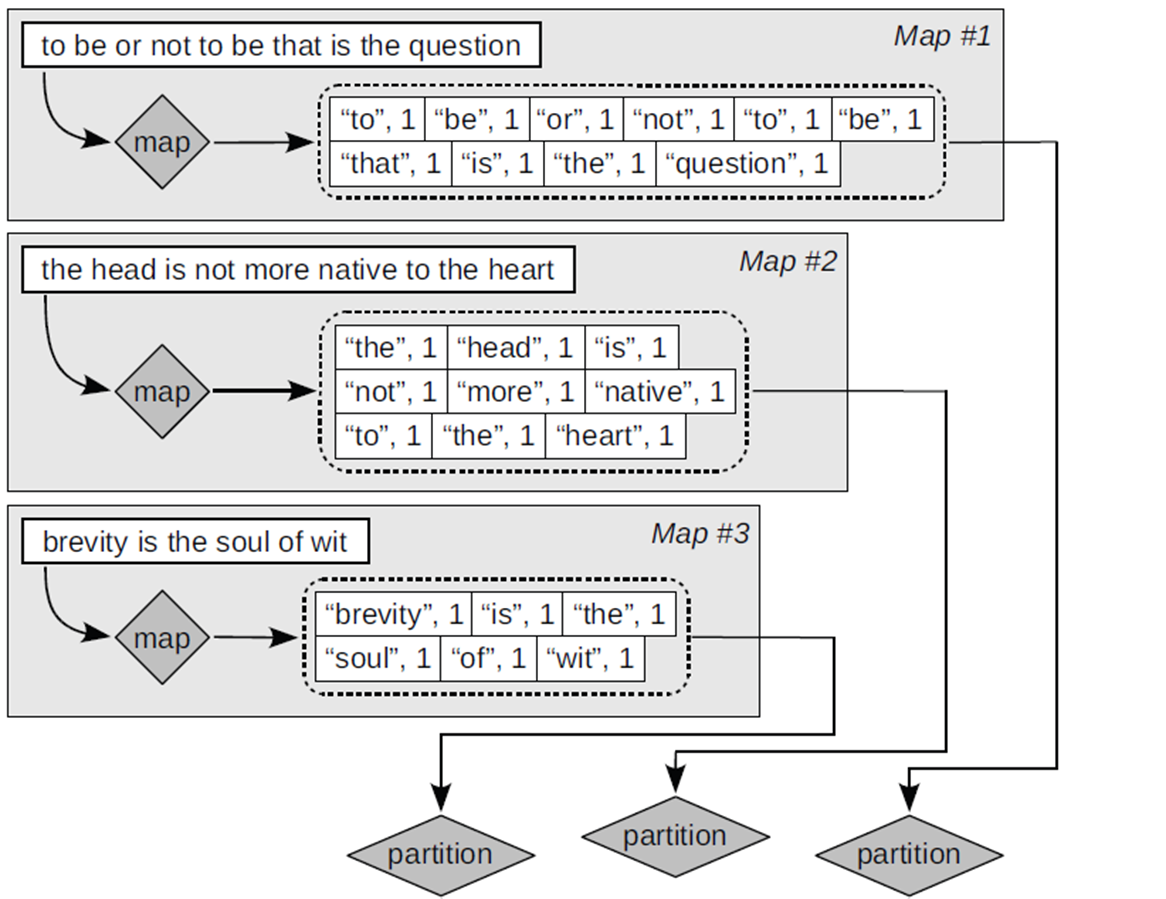 to be or not to be that is the question
Map #1
map
“to”, 1 “be”, 1 “or”, 1 “not”, 1 “to”, 1 “be”, 1
“that”, 1 “is”, 1 “the”, 1 “question”, 1
the head is not more native to the heart
Map #2
map
“the”, 1 “head”, 1 “is”, 1
“not”, 1 “more”, 1 “native”, 1
“to”, 1 “the”, 1 “heart”, 1
brevity is the soul of wit
Map #3
map
“brevity”, 1 “is”, 1 “the”, 1
“soul”, 1 “of”, 1 “wit”, 1
partition
partition
partition